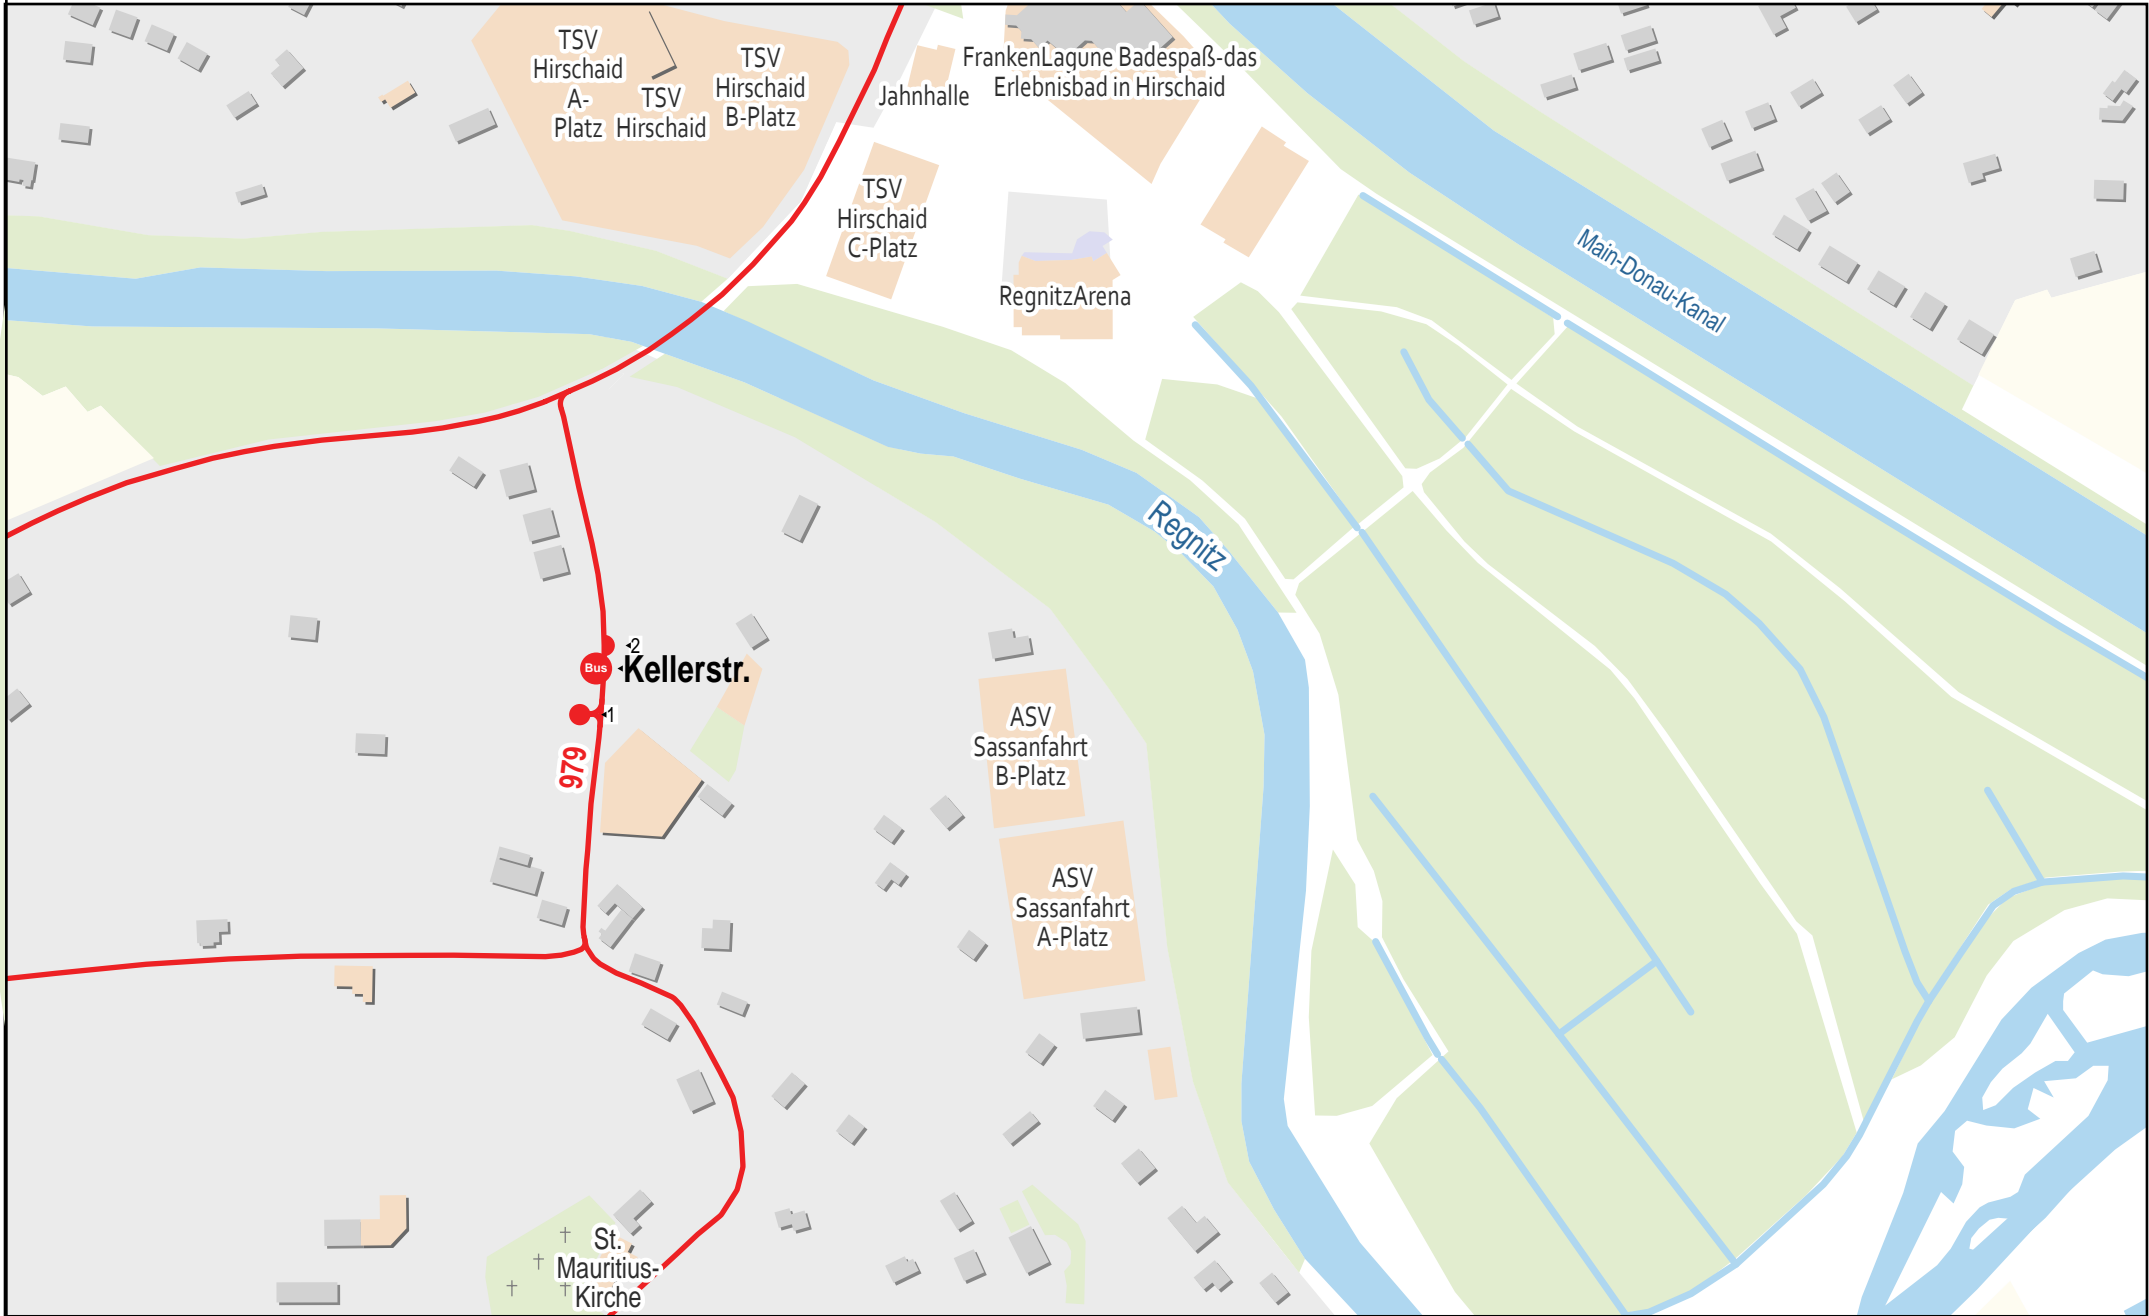 TSV
Hirschaid
A-
Platz
TSV
Hirschaid
TSV
Hirschaid
B-Platz
Jahnhalle
FrankenLagune Badespaß-das
Erlebnisbad in Hirschaid
TSV
Hirschaid
C-Platz
RegnitzArena
Main-Donau-Kanal
Regnitz
2
Bus
Kellerstr.
1
979
ASV
Sassanfahrt
B-Platz
ASV
Sassanfahrt
A-Platz
St.
Mauritius-
Kirche